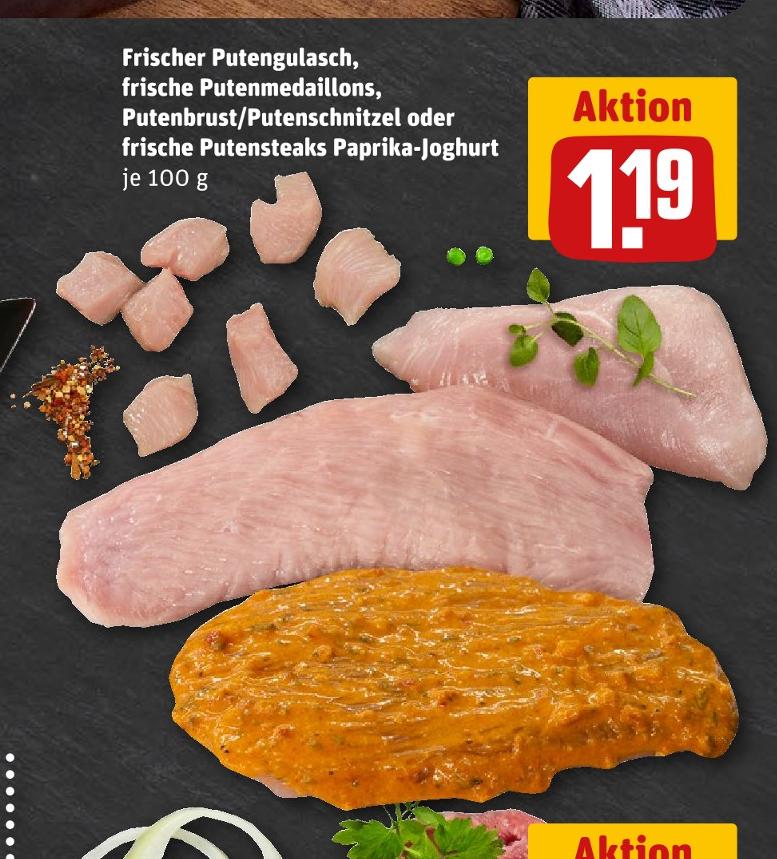 Frischer Putengulasch,
frische Putenmedaillons,
Putenbrust/Putenschnitzel oder
frische Putensteaks Paprika-Joghurt
je 100 g
Aktion
1.19
Aktion